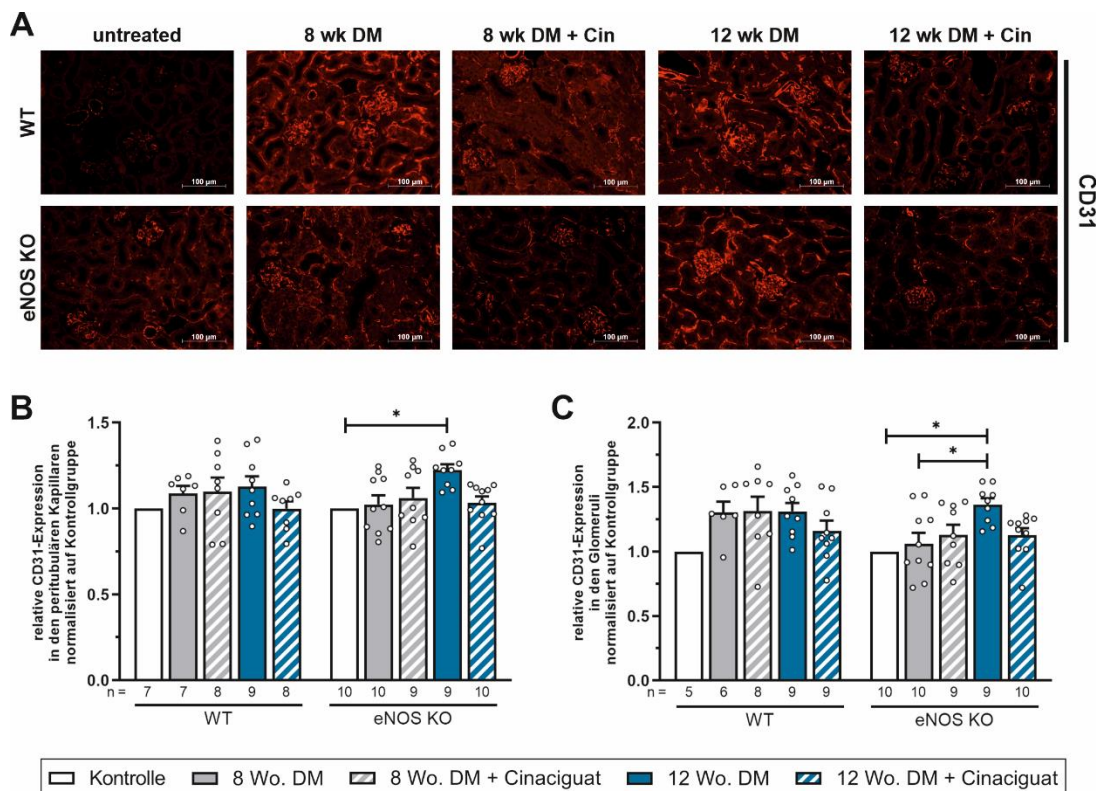 A
untreated
8 wk DM
8 wk DM + Cin
12 wk DM
12 wk DM + Cin
WT
100 µm
100 µm
100 µm
100 µm
100 µm
eNOS KO
100 µm
100 µm
100 µm
100 µm
100 µm
CD31
B
relative CD31-Expression
in den peritubulären Kapillaren
normalisiert auf Kontrollgruppe
1.5
1.0
0.5
0.0
*
n = 7 7 8 9 8 10 10 9 9 10
WT eNOS KO
C
relative CD31-Expression
in den Glomeruli
normalisiert auf Kontrollgruppe
2.0
1.5
1.0
0.5
0.0
*
*
n = 5 6 8 9 9 10 10 9 9 10
WT eNOS KO
Kontrolle 8 Wo. DM 8 Wo. DM + Cinaciguat 12 Wo. DM 12 Wo. DM + Cinaciguat